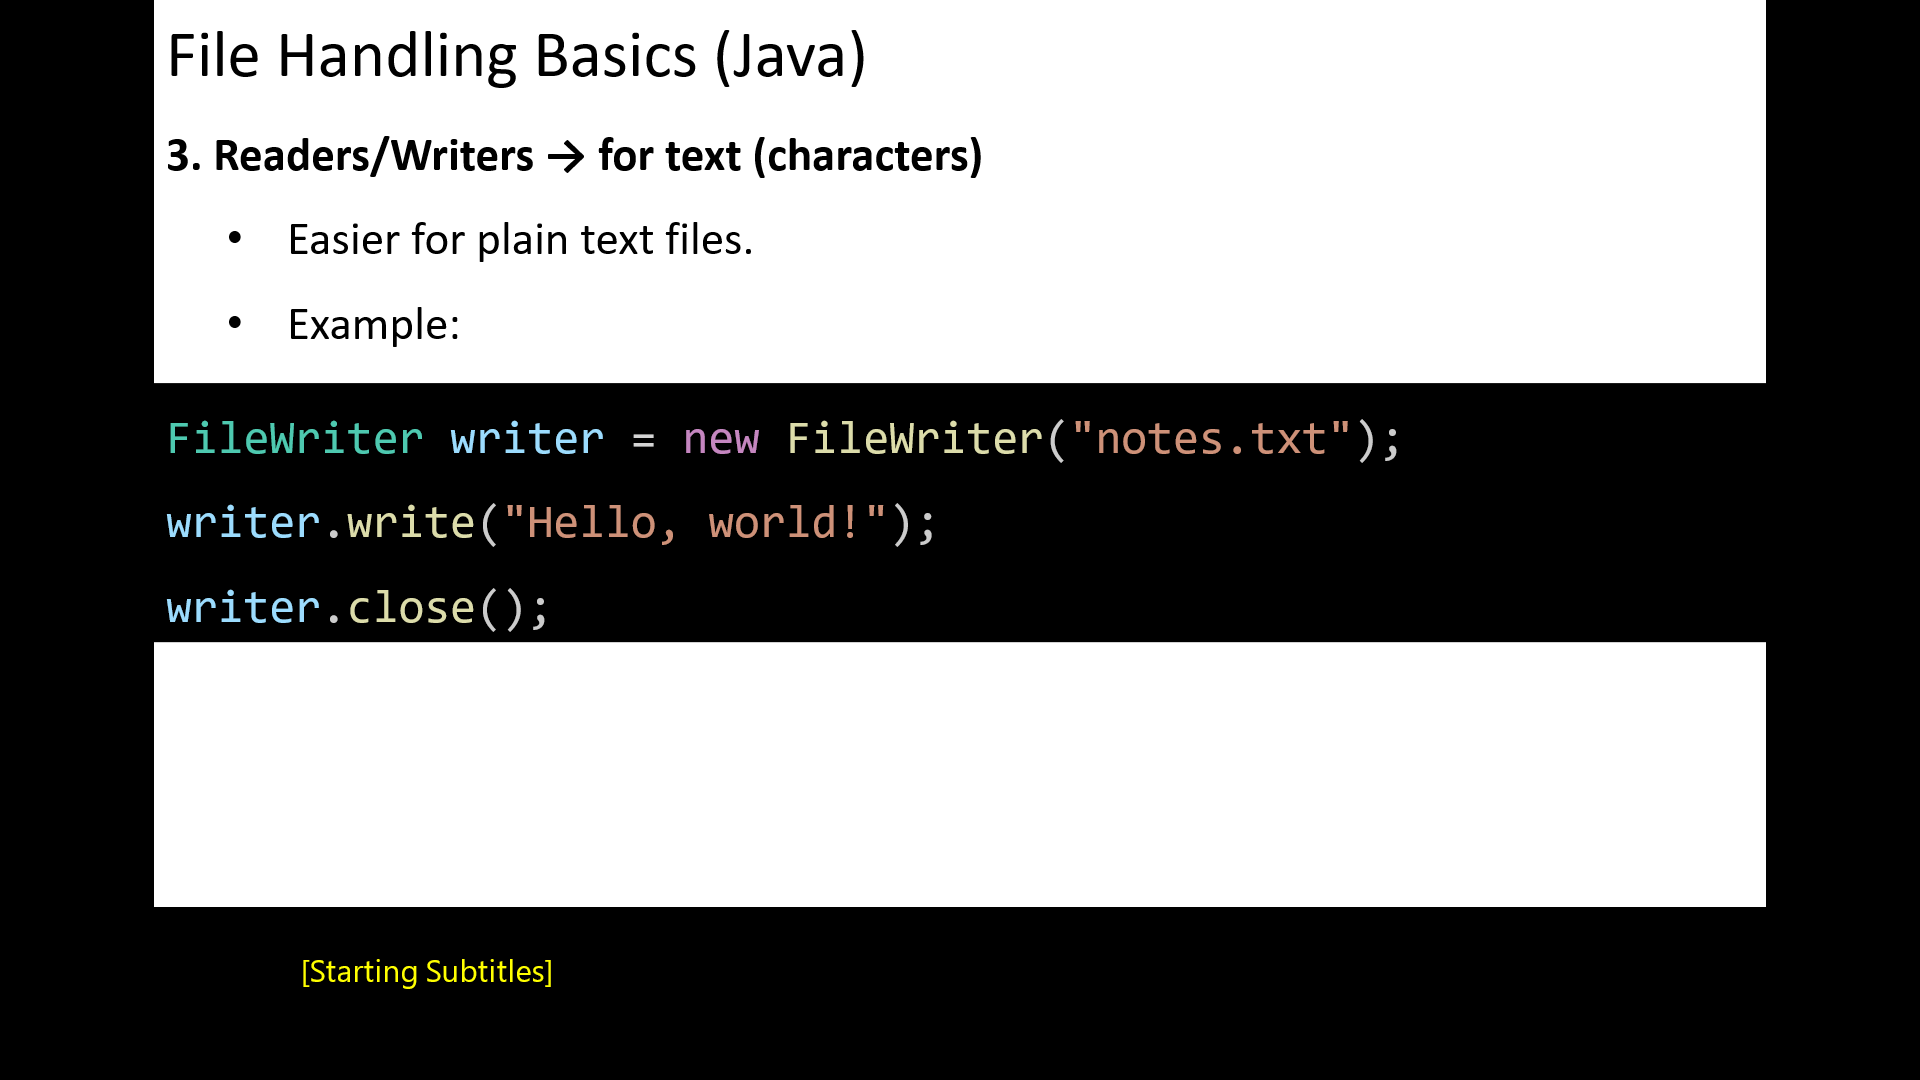 File Handling Basics (Java)
3. Readers/Writers → for text (characters)
• Easier for plain text files.
• Example:
FileWriter writer = new FileWriter("notes.txt");
writer.write("Hello, world!");
writer.close();
[Starting Subtitles]